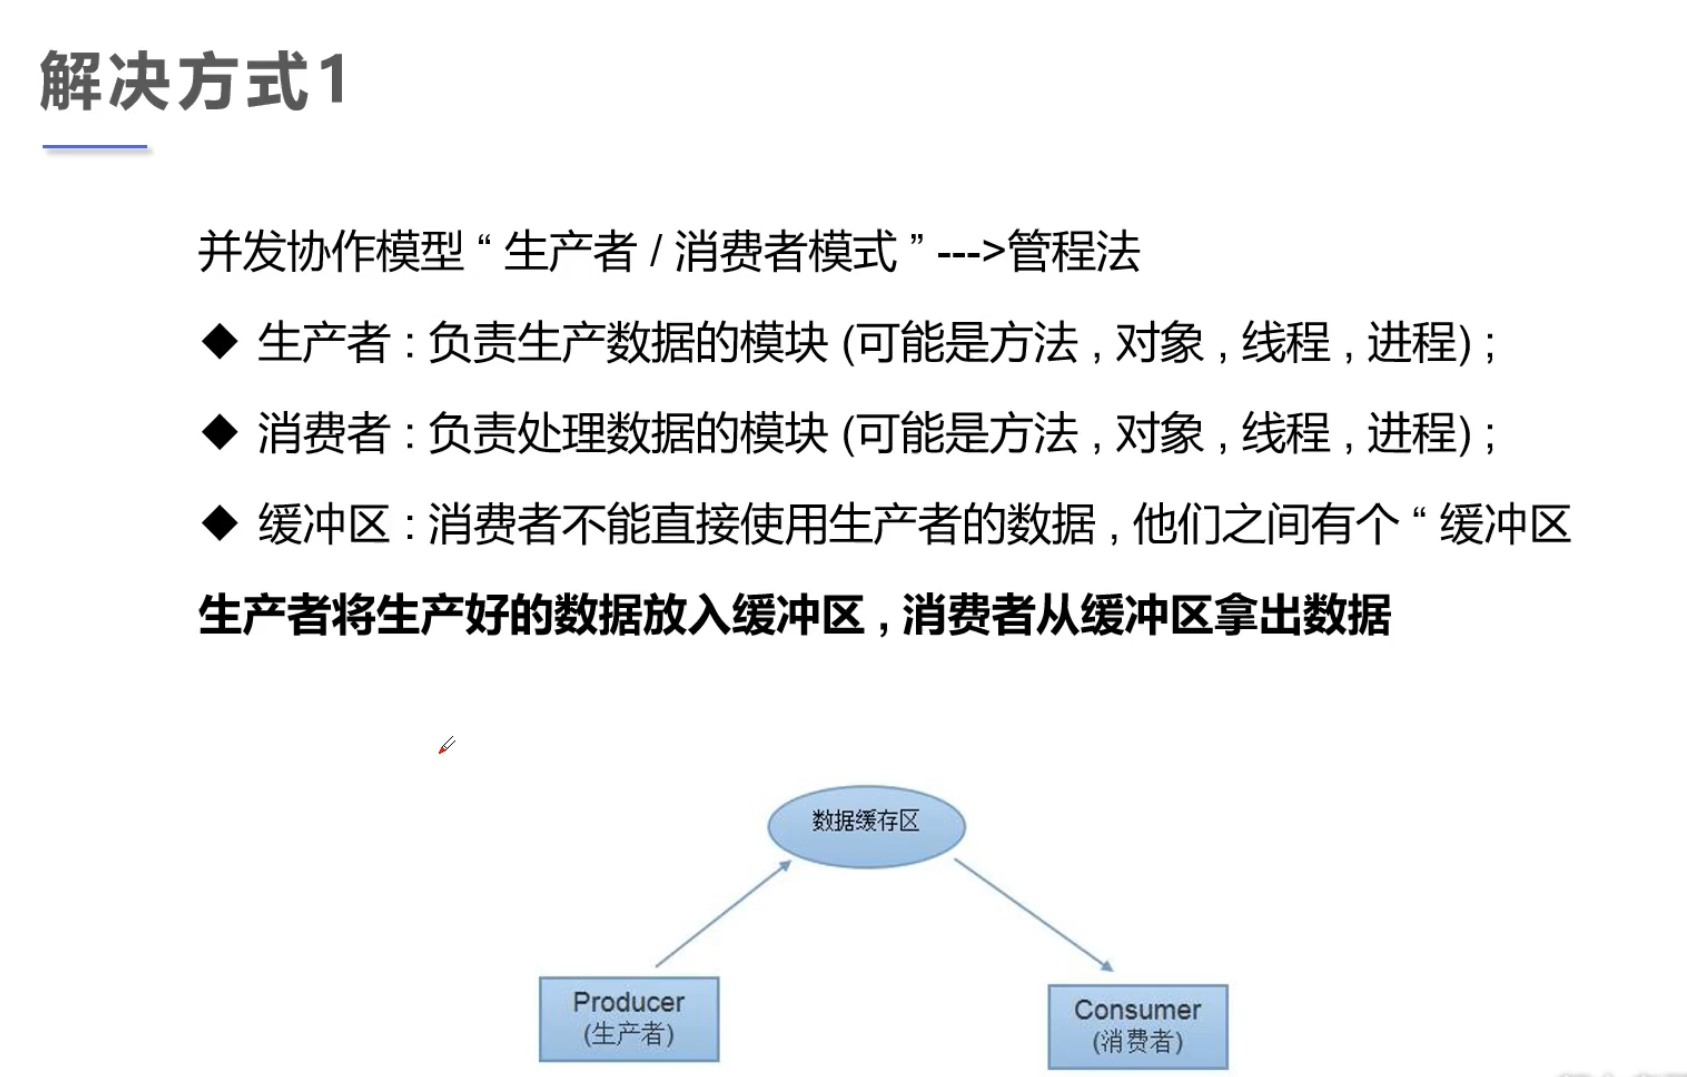 解决方式1
并发协作模型 “ 生产者 / 消费者模式 ” --->管程法
◆ 生产者 : 负责生产数据的模块 (可能是方法 , 对象 , 线程 , 进程) ;
◆ 消费者 : 负责处理数据的模块 (可能是方法 , 对象 , 线程 , 进程) ;
◆ 缓冲区 : 消费者不能直接使用生产者的数据 , 他们之间有个 “ 缓冲区
生产者将生产好的数据放入缓冲区 , 消费者从缓冲区拿出数据
数据缓存区
Producer
(生产者)
Consumer
(消费者)